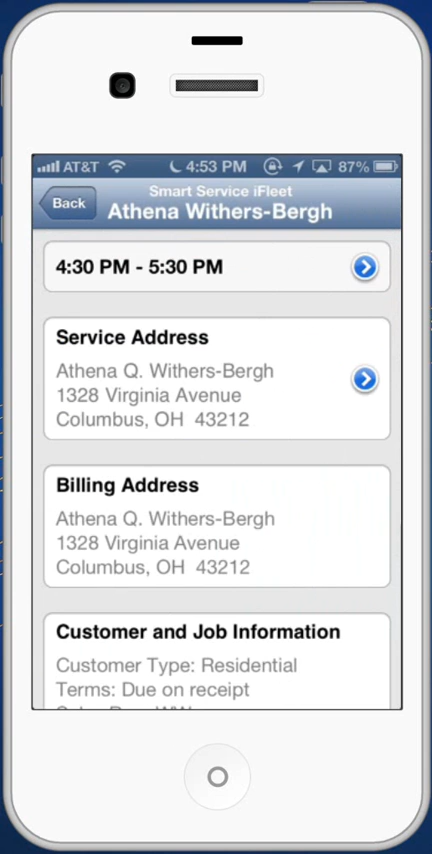 AT&T 4:53 PM 87%
Smart Service iFleet
Back
Athena Withers-Bergh
4:30 PM - 5:30 PM
Service Address
Athena Q. Withers-Bergh
1328 Virginia Avenue
Columbus, OH 43212
Billing Address
Athena Q. Withers-Bergh
1328 Virginia Avenue
Columbus, OH 43212
Customer and Job Information
Customer Type: Residential
Terms: Due on receipt